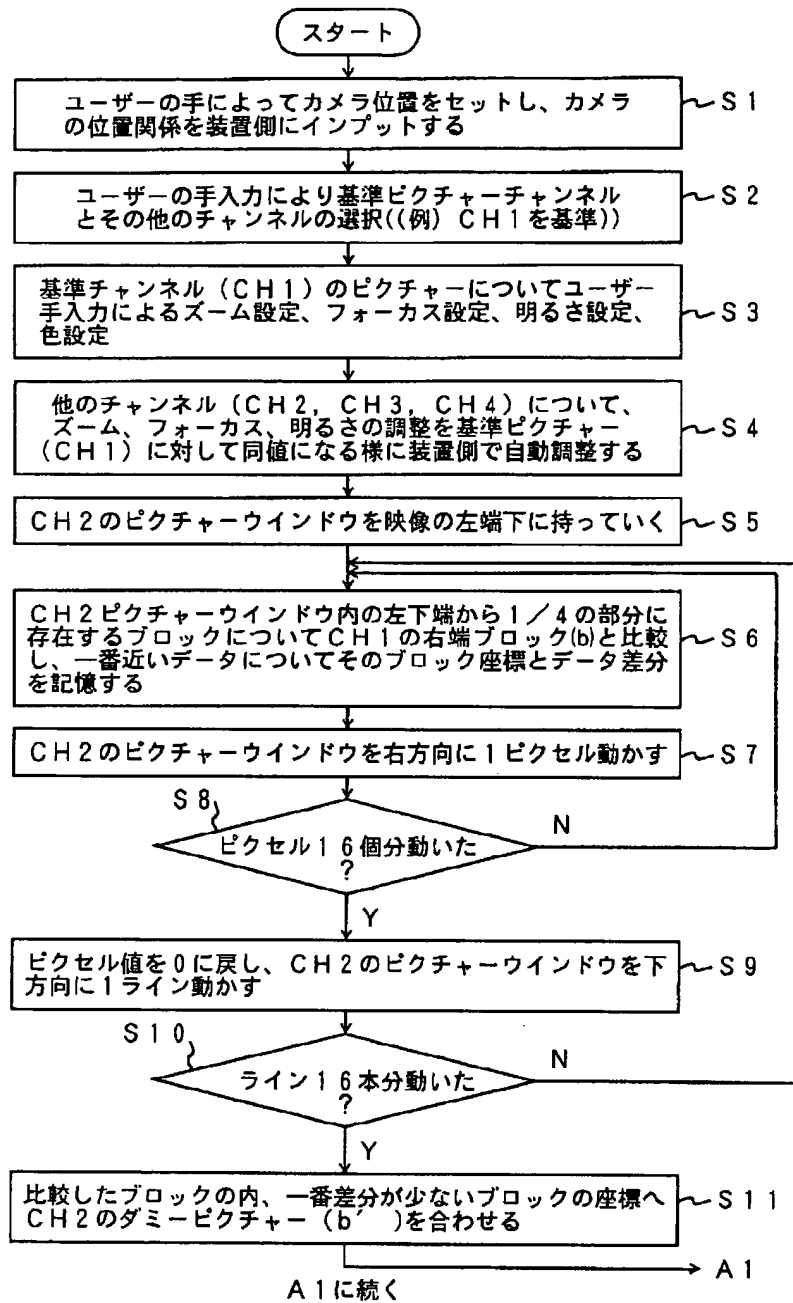 スタート
ユーザーの手によってカメラ位置をセットし、カメラ
の位置関係を装置側にインプットする
S1
ユーザーの手入力により基準ピクチャーチャンネル
とその他のチャンネルの選択((例) CH1を基準))
S2
基準チャンネル(CH1)のピクチャーについてユーザー
手入力によるズーム設定、フォーカス設定、明るさ設定、
色設定
S3
他のチャンネル(CH2, CH3, CH4)について、
ズーム、フォーカス、明るさの調整を基準ピクチャー
(CH1)に対して同値になる様に装置側で自動調整する
S4
CH2のピクチャーウインドウを映像の左端下に持っていく
S5
CH2ピクチャーウインドウ内の左下端から1/4の部分に
存在するブロックについてCH1の右端ブロック(b)と比較
し、一番近いデータについてそのブロック座標とデータ差分
を記憶する
S6
CH2のピクチャーウインドウを右方向に1ピクセル動かす
S7
S8
ピクセル16個分動いた
?
N
Y
ピクセル値を0に戻し、CH2のピクチャーウインドウを下
方向に1ライン動かす
S9
S10
ライン16本分動いた
?
N
Y
比較したブロックの内、一番差分が少ないブロックの座標へ
CH2のダミーピクチャー(b′)を合わせる
S11
A1
A1に続く